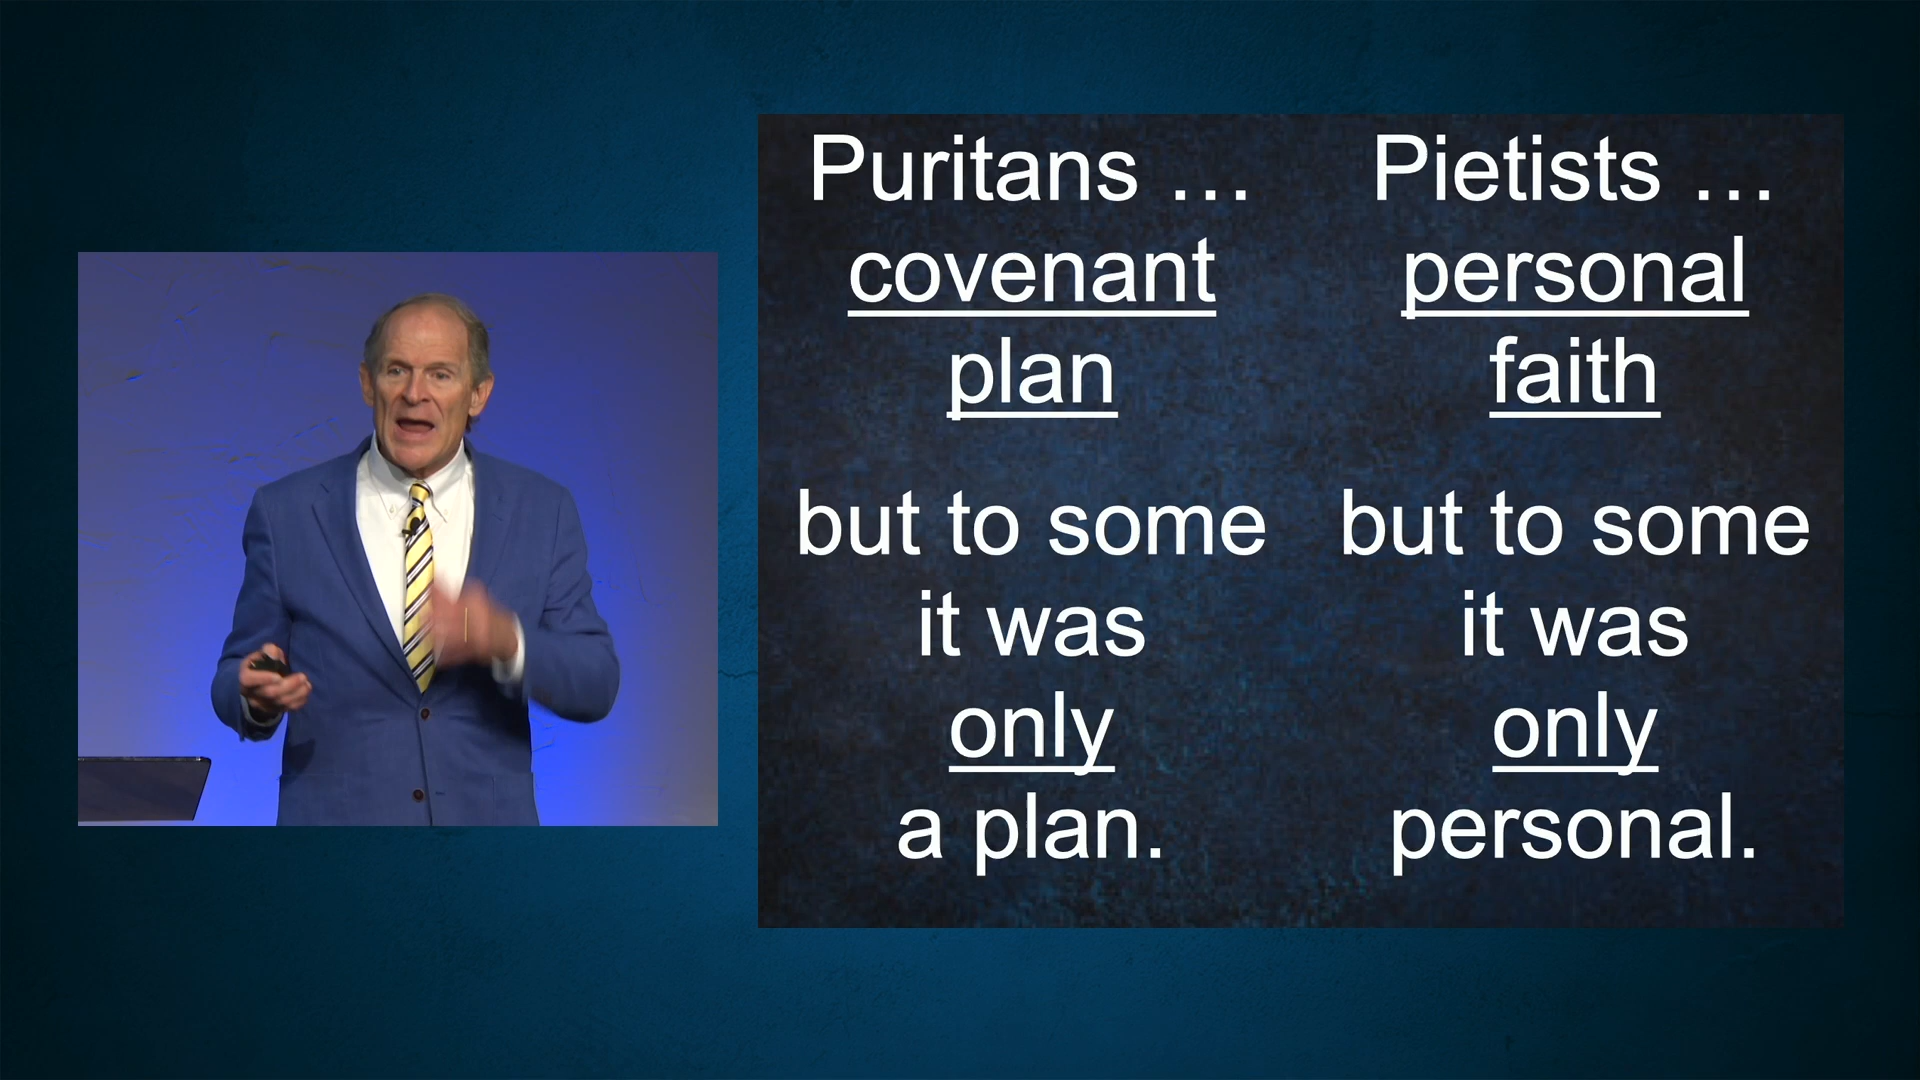 Puritans …
covenant
plan
but to some
it was
only
a plan.
Pietists …
personal
faith
but to some
it was
only
personal.